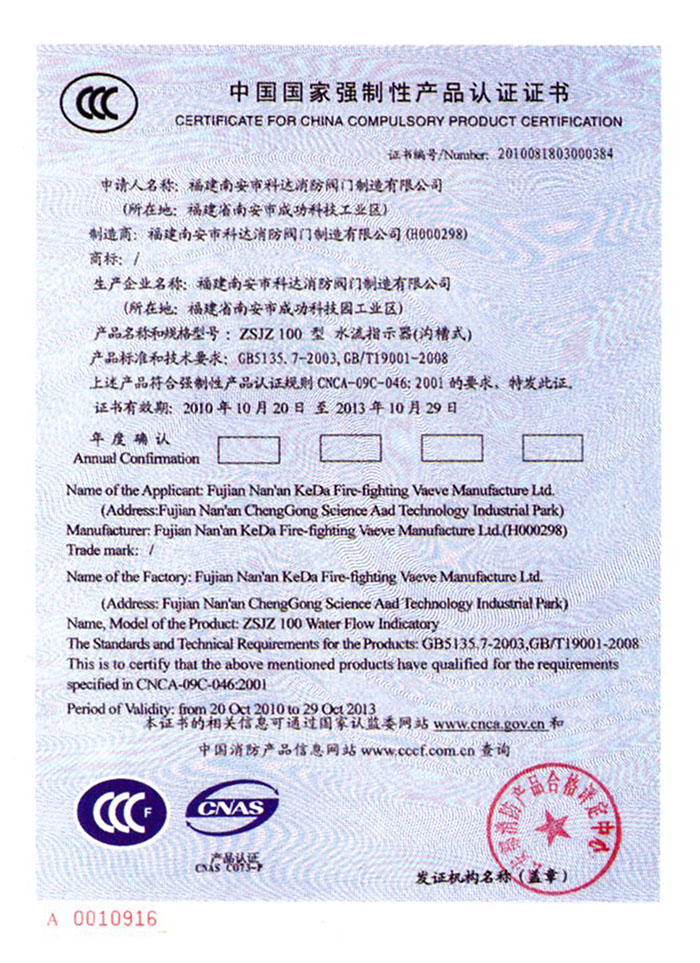 中国国家强制性产品认证证书
CERTIFICATE FOR CHINA COMPULSORY PRODUCT CERTIFICATION
证书编号/Number: 2010081803000384
申请人名称: 福建南安市科达消防阀门制造有限公司
(所在地: 福建省南安市成功科技工业区)
制造商: 福建南安市科达消防阀门制造有限公司(H000298)
商标: /
生产企业名称: 福建南安市科达消防阀门制造有限公司
(所在地: 福建省南安市成功科技园工业区)
产品名称和规格型号: ZSJZ 100 型 水流指示器(沟槽式)
产品标准和技术要求: GB5135.7-2003,GB/T19001-2008
上述产品符合强制性产品认证规则 CNCA-09C-046: 2001 的要求, 特发此证.
证书有效期: 2010 年 10 月 20 日 至 2013 年 10 月 29 日
年度确认
Annual Confirmation
Name of the Applicant: Fujian Nan'an KeDa Fire-fighting Vaeve Manufacture Ltd.
(Address:Fujian Nan'an ChengGong Science Aad Technology Industrial Park)
Manufacturer: Fujian Nan'an KeDa Fire-fighting Vaeve Manufacture Ltd.(H000298)
Trade mark: /
Name of the Factory: Fujian Nan'an KeDa Fire-fighting Vaeve Manufacture Ltd.
(Address: Fujian Nan'an ChengGong Science Aad Technology Industrial Park)
Name, Model of the Product: ZSJZ 100 Water Flow Indicatory
The Standards and Technical Requirements for the Products: GB5135.7-2003,GB/T19001-2008
This is to certify that the above mentioned products have qualified for the requirements
specified in CNCA-09C-046:2001
Period of Validity: from 20 Oct 2010 to 29 Oct 2013
本证书的相关信息可通过国家认监委网站 www.cnca.gov.cn 和
中国消防产品信息网站 www.cccf.com.cn 查询
CCC F
CNAS
产品认证
CNAS C073-P
消防产品合格评定中心
发证机构名称 (盖章)
A 0010916